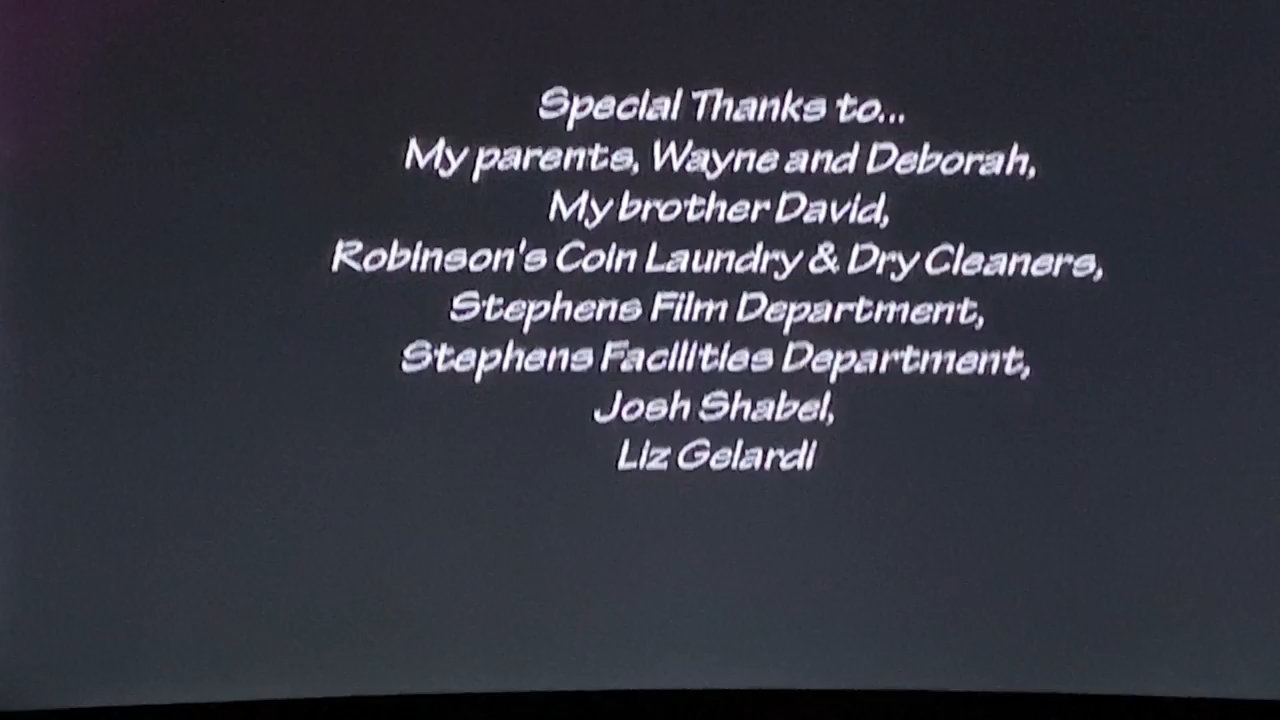 Special Thanks to...
My parents, Wayne and Deborah,
My brother David,
Robinson's Coin Laundry & Dry Cleaners,
Stephens Film Department,
Stephens Facilities Department,
Josh Shabel,
Liz Gelardi